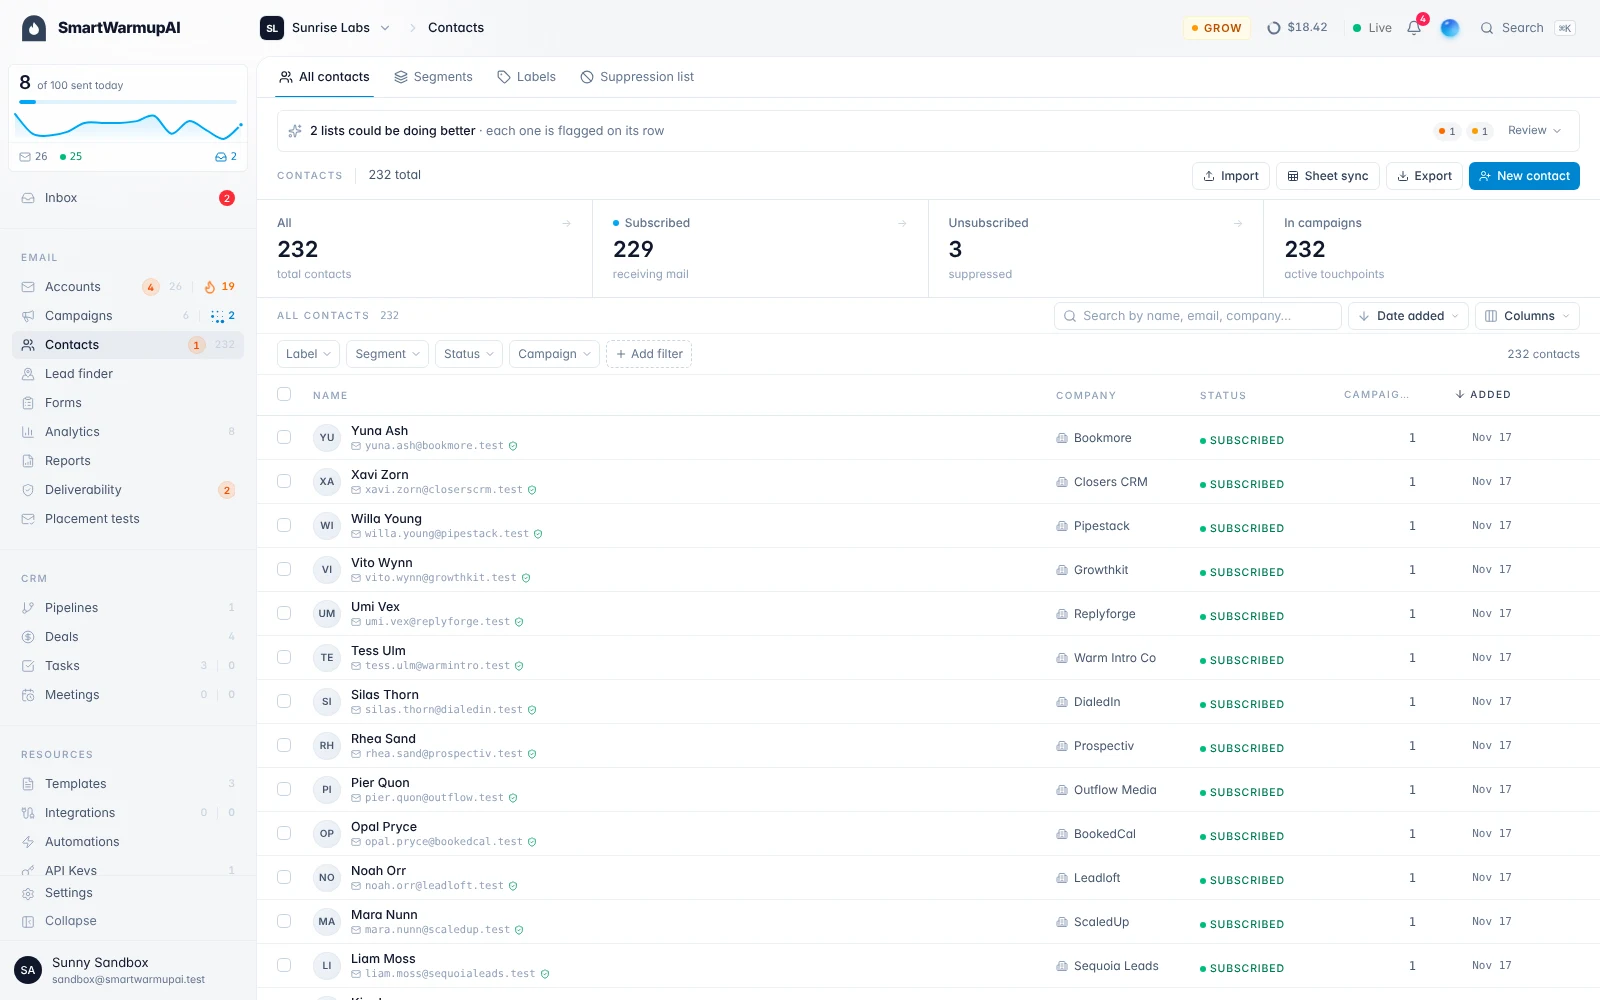 SmartWarmupAI
SL Sunrise Labs Contacts
GROW $18.42 Live 4 Search ⌘K
8 of 100 sent today
26 25 2
Inbox 2
EMAIL
Accounts 4 26 19
Campaigns 6 2
Contacts 1 232
Lead finder
Forms
Analytics 8
Reports
Deliverability 2
Placement tests
CRM
Pipelines 1
Deals 4
Tasks 3 0
Meetings 0 0
RESOURCES
Templates 3
Integrations 0 0
Automations
API Keys 1
Settings
Collapse
SA Sunny Sandbox
sandbox@smartwarmupai.test
All contacts Segments Labels Suppression list
2 lists could be doing better · each one is flagged on its row 1 1 Review
CONTACTS 232 total Import Sheet sync Export New contact
All Subscribed Unsubscribed In campaigns
232 229 3 232
total contacts receiving mail suppressed active touchpoints
ALL CONTACTS 232 Search by name, email, company... Date added Columns
Label Segment Status Campaign + Add filter 232 contacts
NAME COMPANY STATUS CAMPAIG... ADDED
YU Yuna Ash Bookmore SUBSCRIBED 1 Nov 17
yuna.ash@bookmore.test
XA Xavi Zorn Closers CRM SUBSCRIBED 1 Nov 17
xavi.zorn@closerscrm.test
WI Willa Young Pipestack SUBSCRIBED 1 Nov 17
willa.young@pipestack.test
VI Vito Wynn Growthkit SUBSCRIBED 1 Nov 17
vito.wynn@growthkit.test
UM Umi Vex Replyforge SUBSCRIBED 1 Nov 17
umi.vex@replyforge.test
TE Tess Ulm Warm Intro Co SUBSCRIBED 1 Nov 17
tess.ulm@warmintro.test
SI Silas Thorn DialedIn SUBSCRIBED 1 Nov 17
silas.thorn@dialedin.test
RH Rhea Sand Prospectiv SUBSCRIBED 1 Nov 17
rhea.sand@prospectiv.test
PI Pier Quon Outflow Media SUBSCRIBED 1 Nov 17
pier.quon@outflow.test
OP Opal Pryce BookedCal SUBSCRIBED 1 Nov 17
opal.pryce@bookedcal.test
NO Noah Orr Leadloft SUBSCRIBED 1 Nov 17
noah.orr@leadloft.test
MA Mara Nunn ScaledUp SUBSCRIBED 1 Nov 17
mara.nunn@scaledup.test
LI Liam Moss Sequoia Leads SUBSCRIBED 1 Nov 17
liam.moss@sequoialeads.test